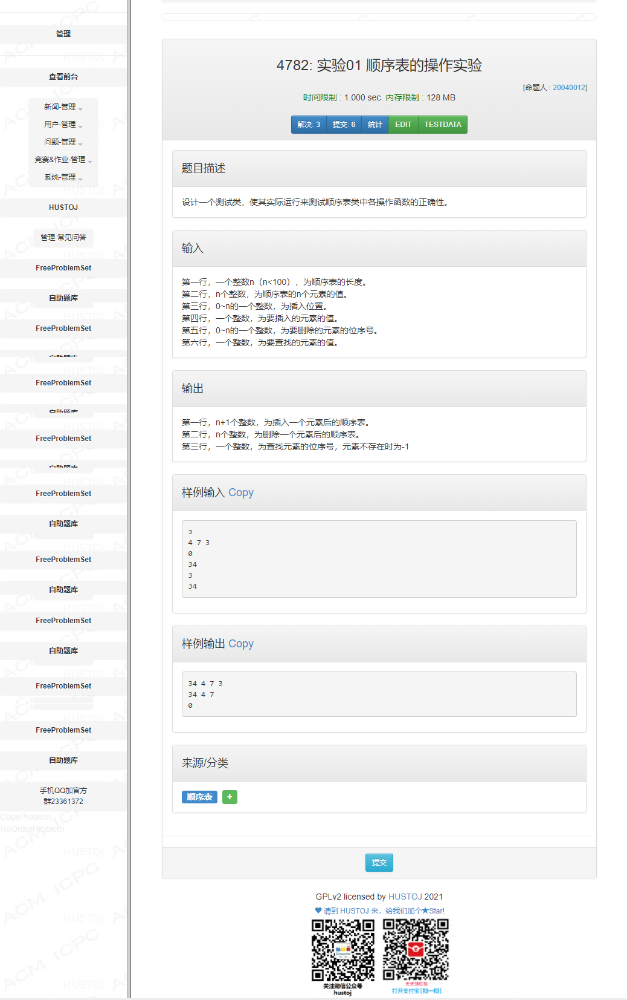 管理
查看前台
新闻-管理
用户-管理
问题-管理
竞赛&作业-管理
系统-管理
HUSTOJ
管理 常见问答
FreeProblemSet
自助题库
FreeProblemSet
自助题库
FreeProblemSet
自助题库
FreeProblemSet
自助题库
FreeProblemSet
自助题库
FreeProblemSet
自助题库
FreeProblemSet
自助题库
FreeProblemSet
FreeProblemSet
自助题库
手机QQ加官方
群23361372
CopyProblem
ReOrderProblem
4782: 实验01 顺序表的操作实验
[命题人 : 20040012]
时间限制 : 1.000 sec 内存限制 : 128 MB
解决: 3 提交: 6 统计 EDIT TESTDATA
题目描述
设计一个测试类，使其实际运行来测试顺序表类中各操作函数的正确性。
输入
第一行，一个整数n（n<100），为顺序表的长度。
第二行，n个整数，为顺序表的n个元素的值。
第三行，0~n的一个整数，为插入位置。
第四行，一个整数，为要插入的元素的值。
第五行，0~n的一个整数，为要删除的元素的位序号。
第六行，一个整数，为要查找的元素的值。
输出
第一行，n+1个整数，为插入一个元素后的顺序表。
第二行，n个整数，为删除一个元素后的顺序表。
第三行，一个整数，为查找元素的位序号，元素不存在时为-1
样例输入 Copy
3
4 7 3
0
34
3
34
样例输出 Copy
34 4 7 3
34 4 7
0
来源/分类
顺序表 +
提交
GPLv2 licensed by HUSTOJ 2021
♥ 请到 HUSTOJ 来，给我们加个★Star!
关注微信公众号
hustoj
天天领红包
打开支付宝[扫一扫]
ACM ICPC
HUSTOJ